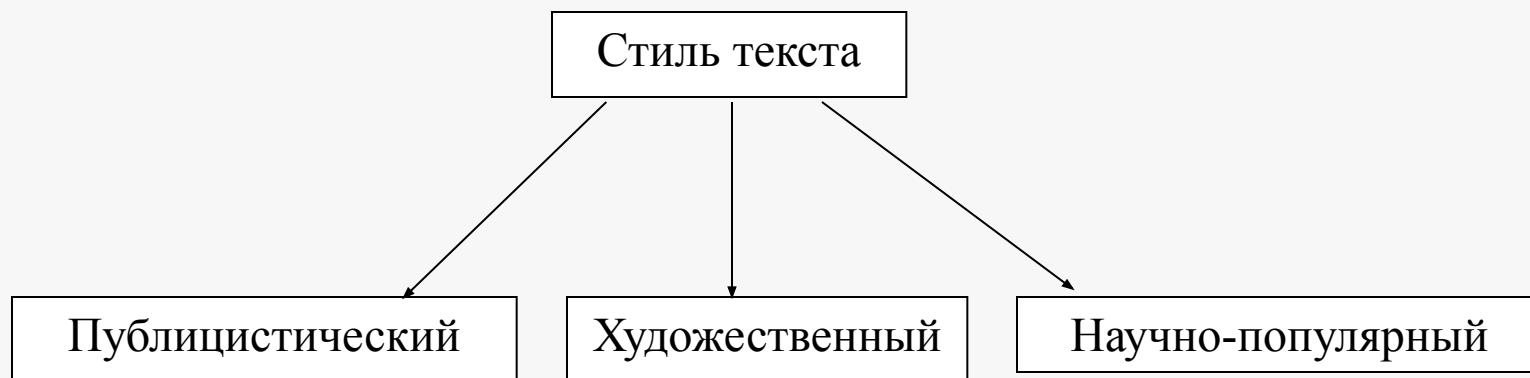 Стиль текста
Публицистический
Художественный
Научно-популярный